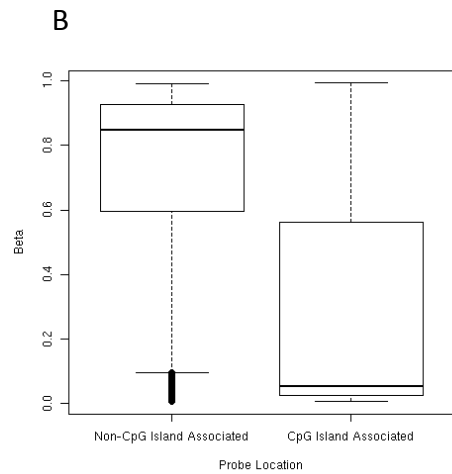 B
1.0
0.8
0.6
0.4
0.2
0.0
Beta
Non-CpG Island Associated
CpG Island Associated
Probe Location